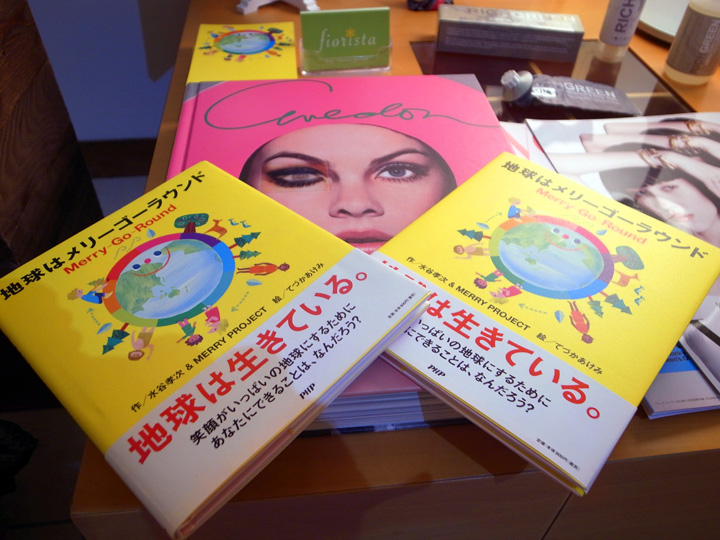 fiorista
RICH GREEN
RICH
GREEN
GREEN
Avedon
地球はメリーゴーラウンド
Merry-Go-Round
作／水谷孝次 & MERRY PROJECT 絵／てづかあけみ
地球は生きている。
笑顔がいっぱいの地球にするために
あなたにできることは、なんだろう?
PHP
地球はメリーゴーラウンド
Merry-Go-Round
作／水谷孝次 & MERRY PROJECT 絵／てづかあけみ
は生きている。
いっぱいの地球にするために
にできることは、なんだろう?
PHP